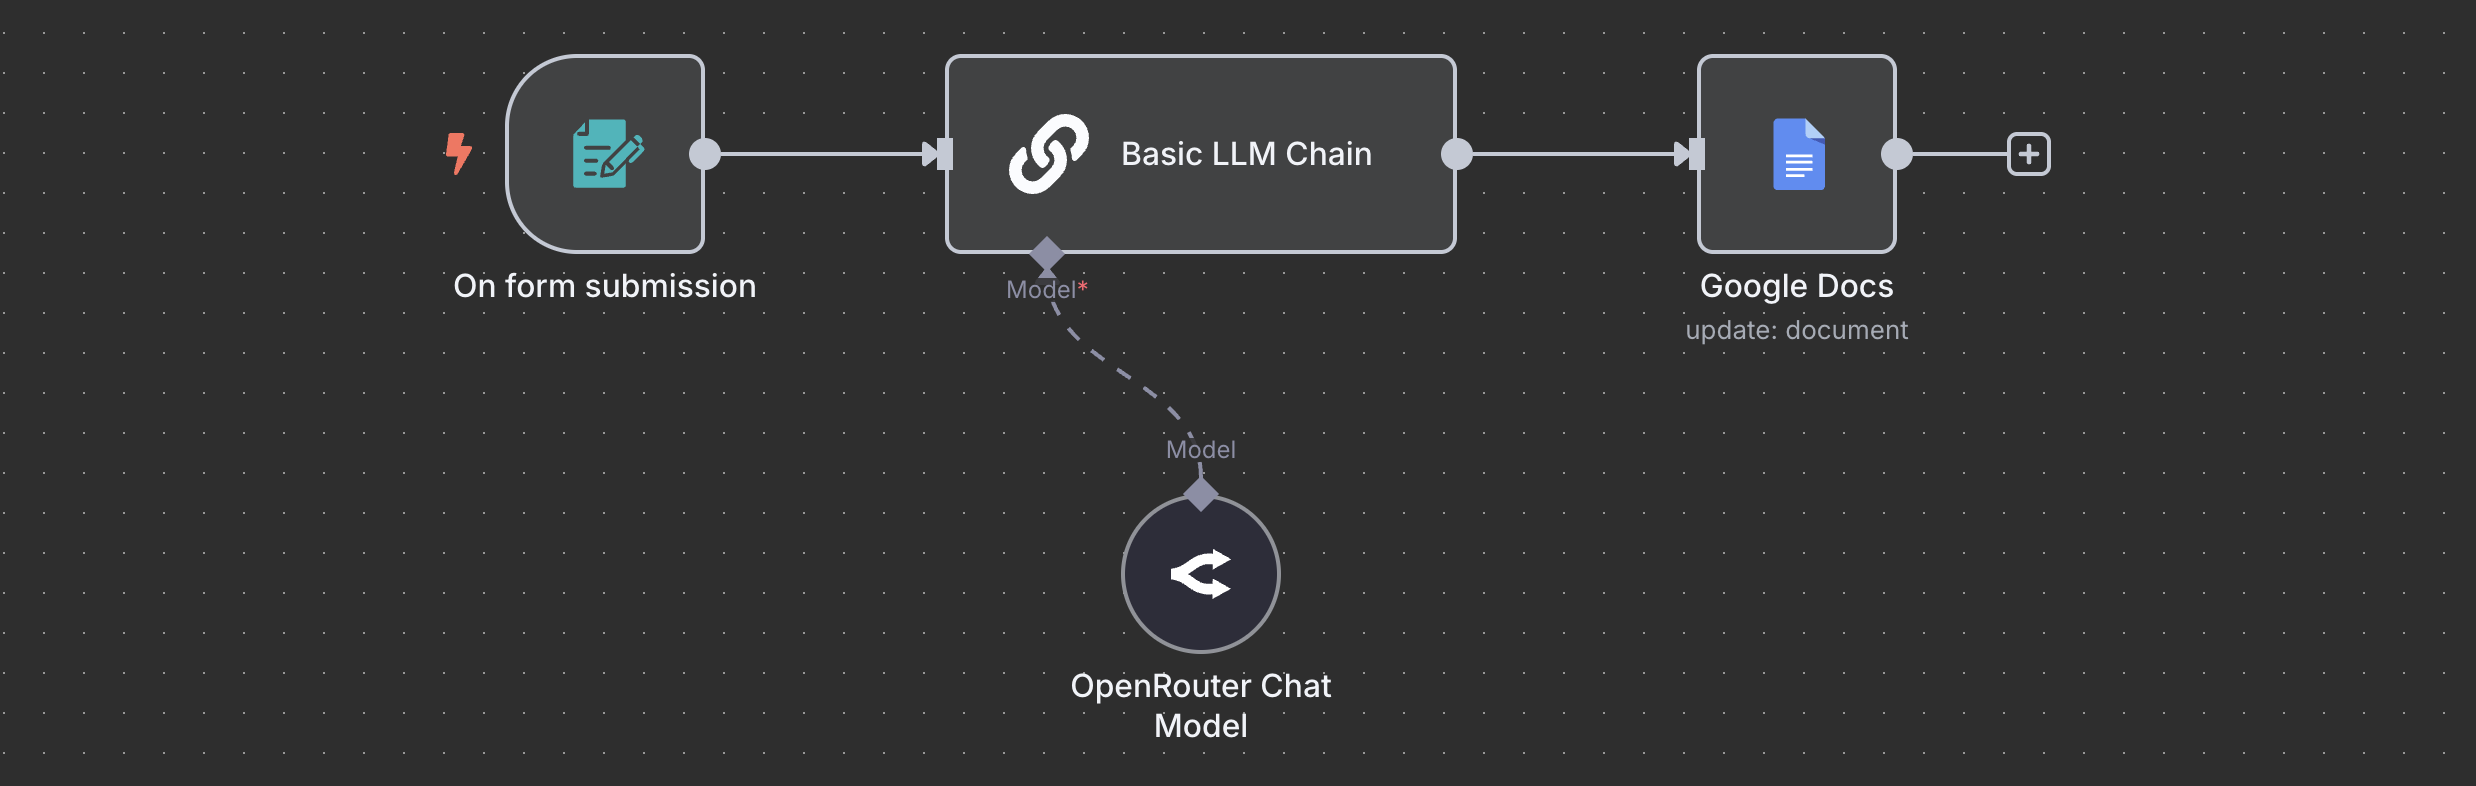 Basic LLM Chain
On form submission
Model*
Google Docs
update: document
Model
OpenRouter Chat
Model